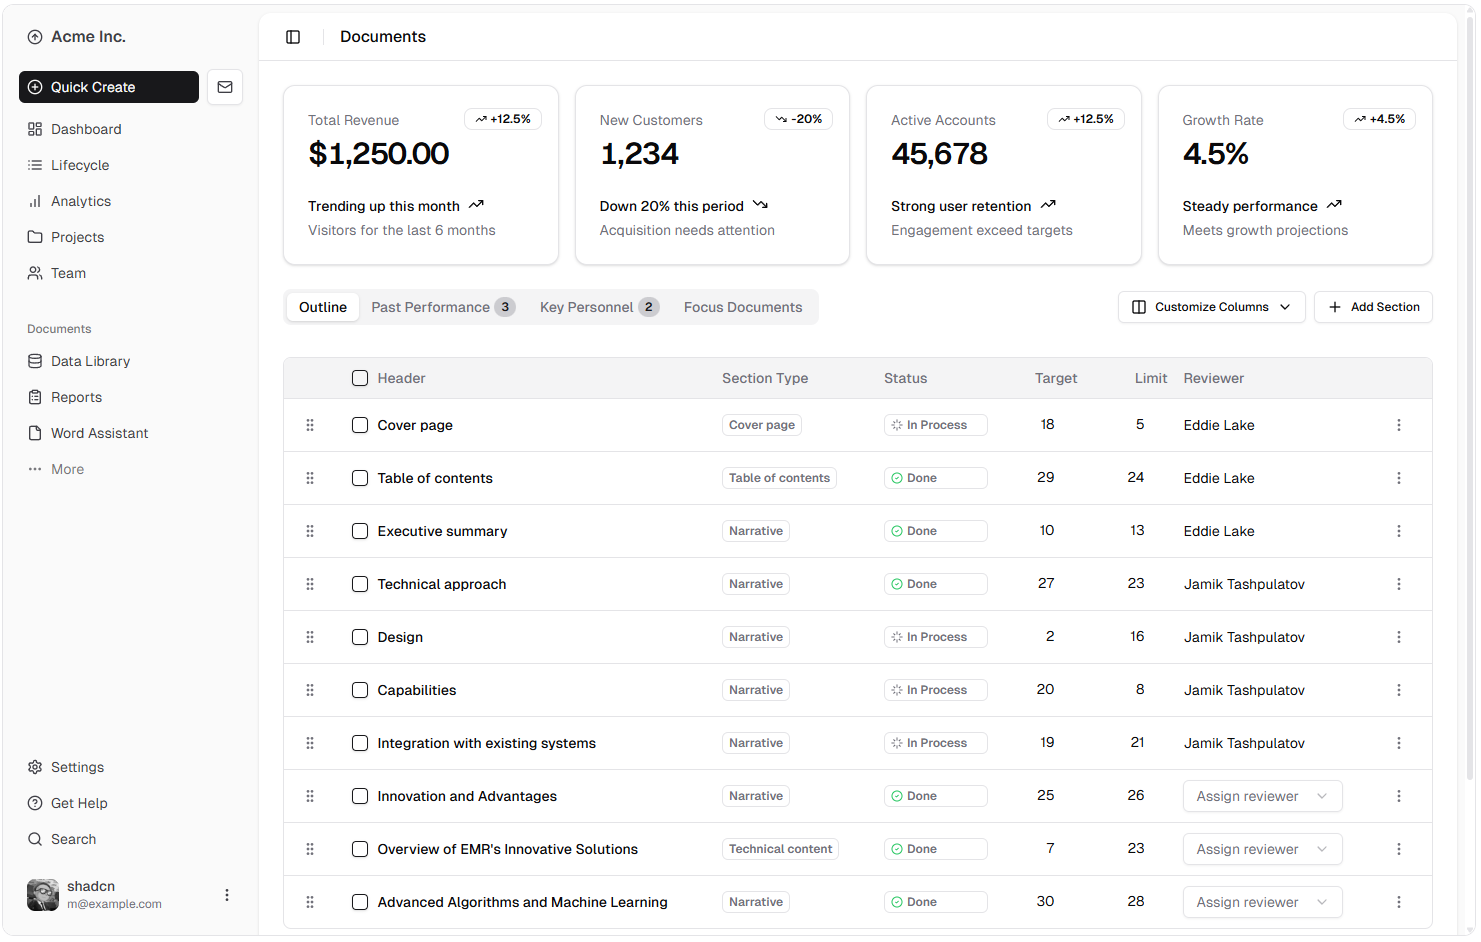 Acme Inc.
Quick Create
Dashboard
Lifecycle
Analytics
Projects
Team
Documents
Data Library
Reports
Word Assistant
More
Settings
Get Help
Search
shadcn
m@example.com
Documents
Total Revenue +12.5%
$1,250.00
Trending up this month
Visitors for the last 6 months
New Customers -20%
1,234
Down 20% this period
Acquisition needs attention
Active Accounts +12.5%
45,678
Strong user retention
Engagement exceed targets
Growth Rate +4.5%
4.5%
Steady performance
Meets growth projections
Outline Past Performance 3 Key Personnel 2 Focus Documents Customize Columns Add Section
Header Section Type Status Target Limit Reviewer
Cover page Cover page In Process 18 5 Eddie Lake
Table of contents Table of contents Done 29 24 Eddie Lake
Executive summary Narrative Done 10 13 Eddie Lake
Technical approach Narrative Done 27 23 Jamik Tashpulatov
Design Narrative In Process 2 16 Jamik Tashpulatov
Capabilities Narrative In Process 20 8 Jamik Tashpulatov
Integration with existing systems Narrative In Process 19 21 Jamik Tashpulatov
Innovation and Advantages Narrative Done 25 26 Assign reviewer
Overview of EMR's Innovative Solutions Technical content Done 7 23 Assign reviewer
Advanced Algorithms and Machine Learning Narrative Done 30 28 Assign reviewer